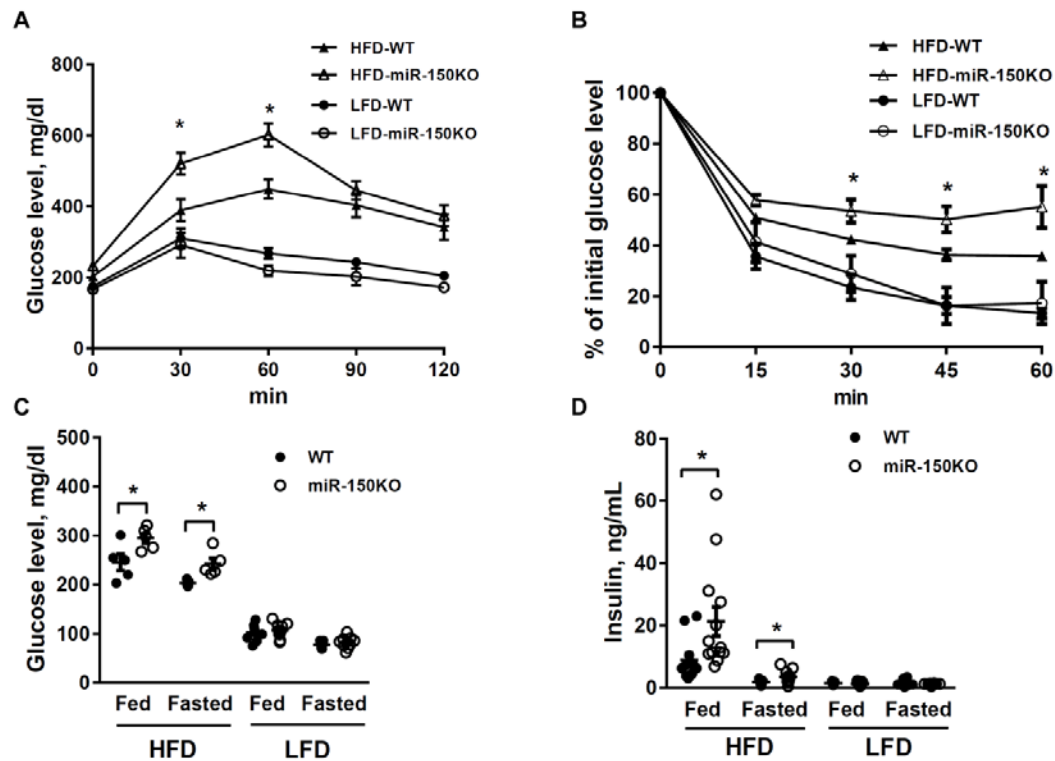 A
HFD-WT
HFD-miR-150KO
LFD-WT
LFD-miR-150KO
*
*
Glucose level, mg/dl
800
600
400
200
0
0 30 60 90 120
min
B
HFD-WT
HFD-miR-150KO
LFD-WT
LFD-miR-150KO
*
*
*
% of initial glucose level
100
80
60
40
20
0
0 15 30 45 60
min
C
WT
miR-150KO
*
*
Glucose level, mg/dl
500
400
300
200
100
0
Fed Fasted Fed Fasted
HFD LFD
D
WT
miR-150KO
*
*
Insulin, ng/mL
80
60
40
20
0
Fed Fasted Fed Fasted
HFD LFD